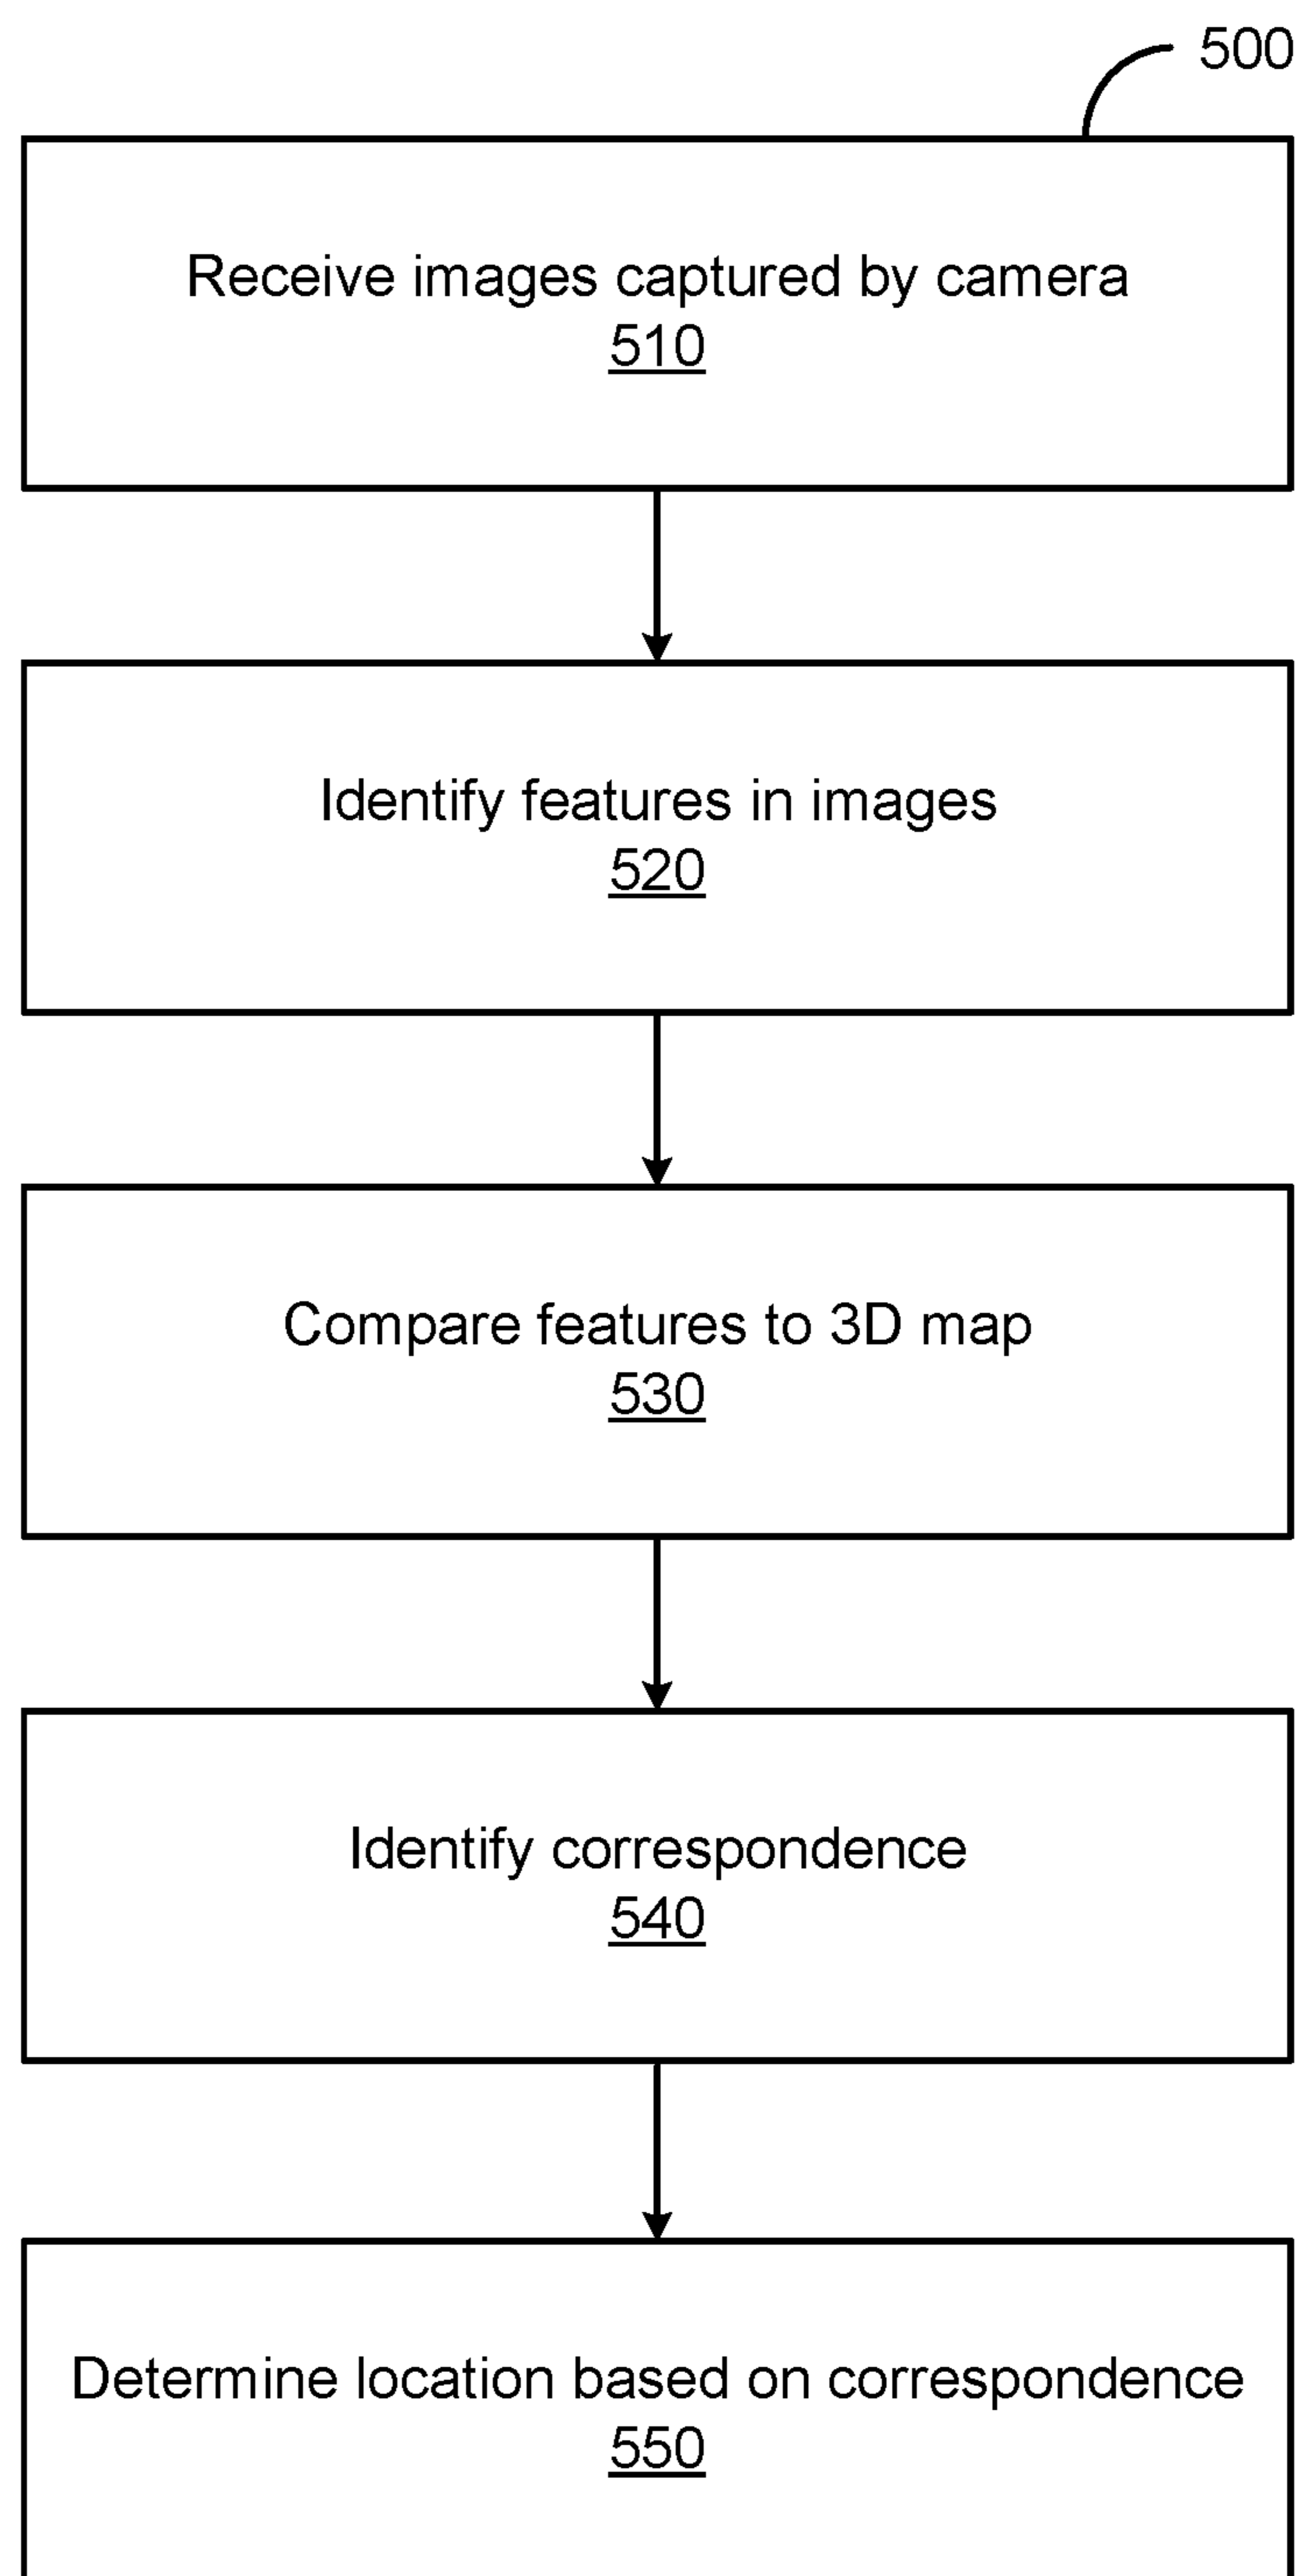 500
Receive images captured by camera
510
Identify features in images
520
Compare features to 3D map
530
Identify correspondence
540
Determine location based on correspondence
550